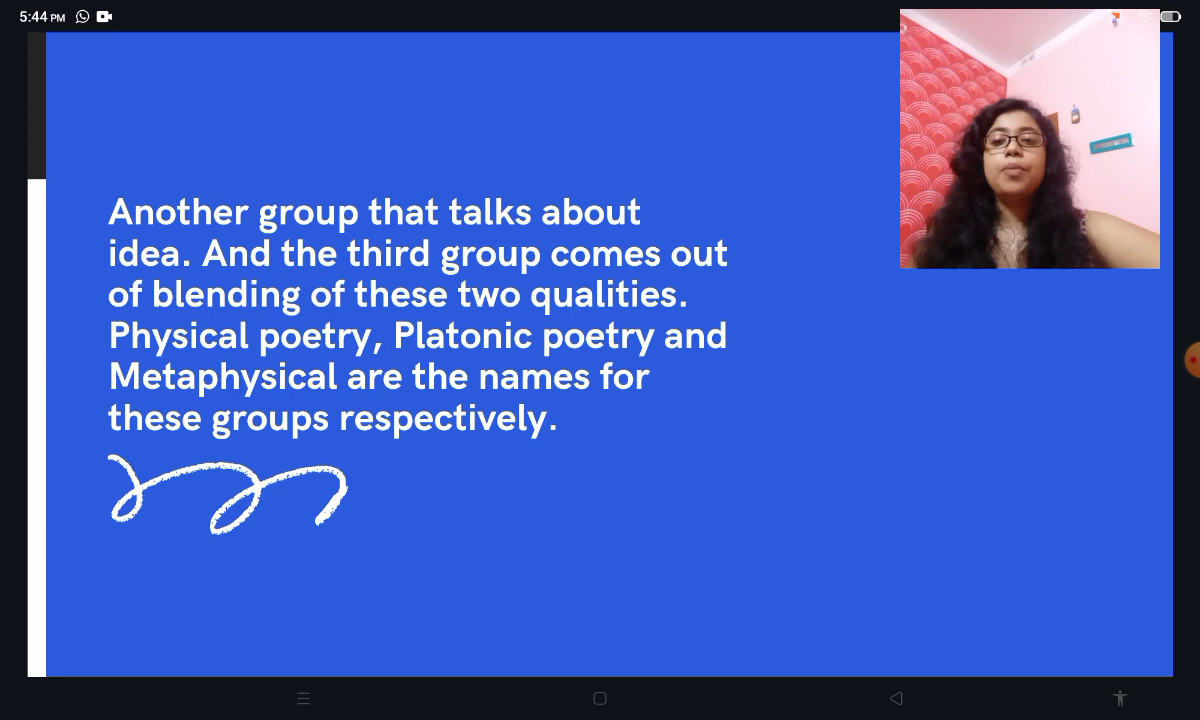 5:44 PM
Another group that talks about
idea. And the third group comes out
of blending of these two qualities.
Physical poetry, Platonic poetry and
Metaphysical are the names for
these groups respectively.